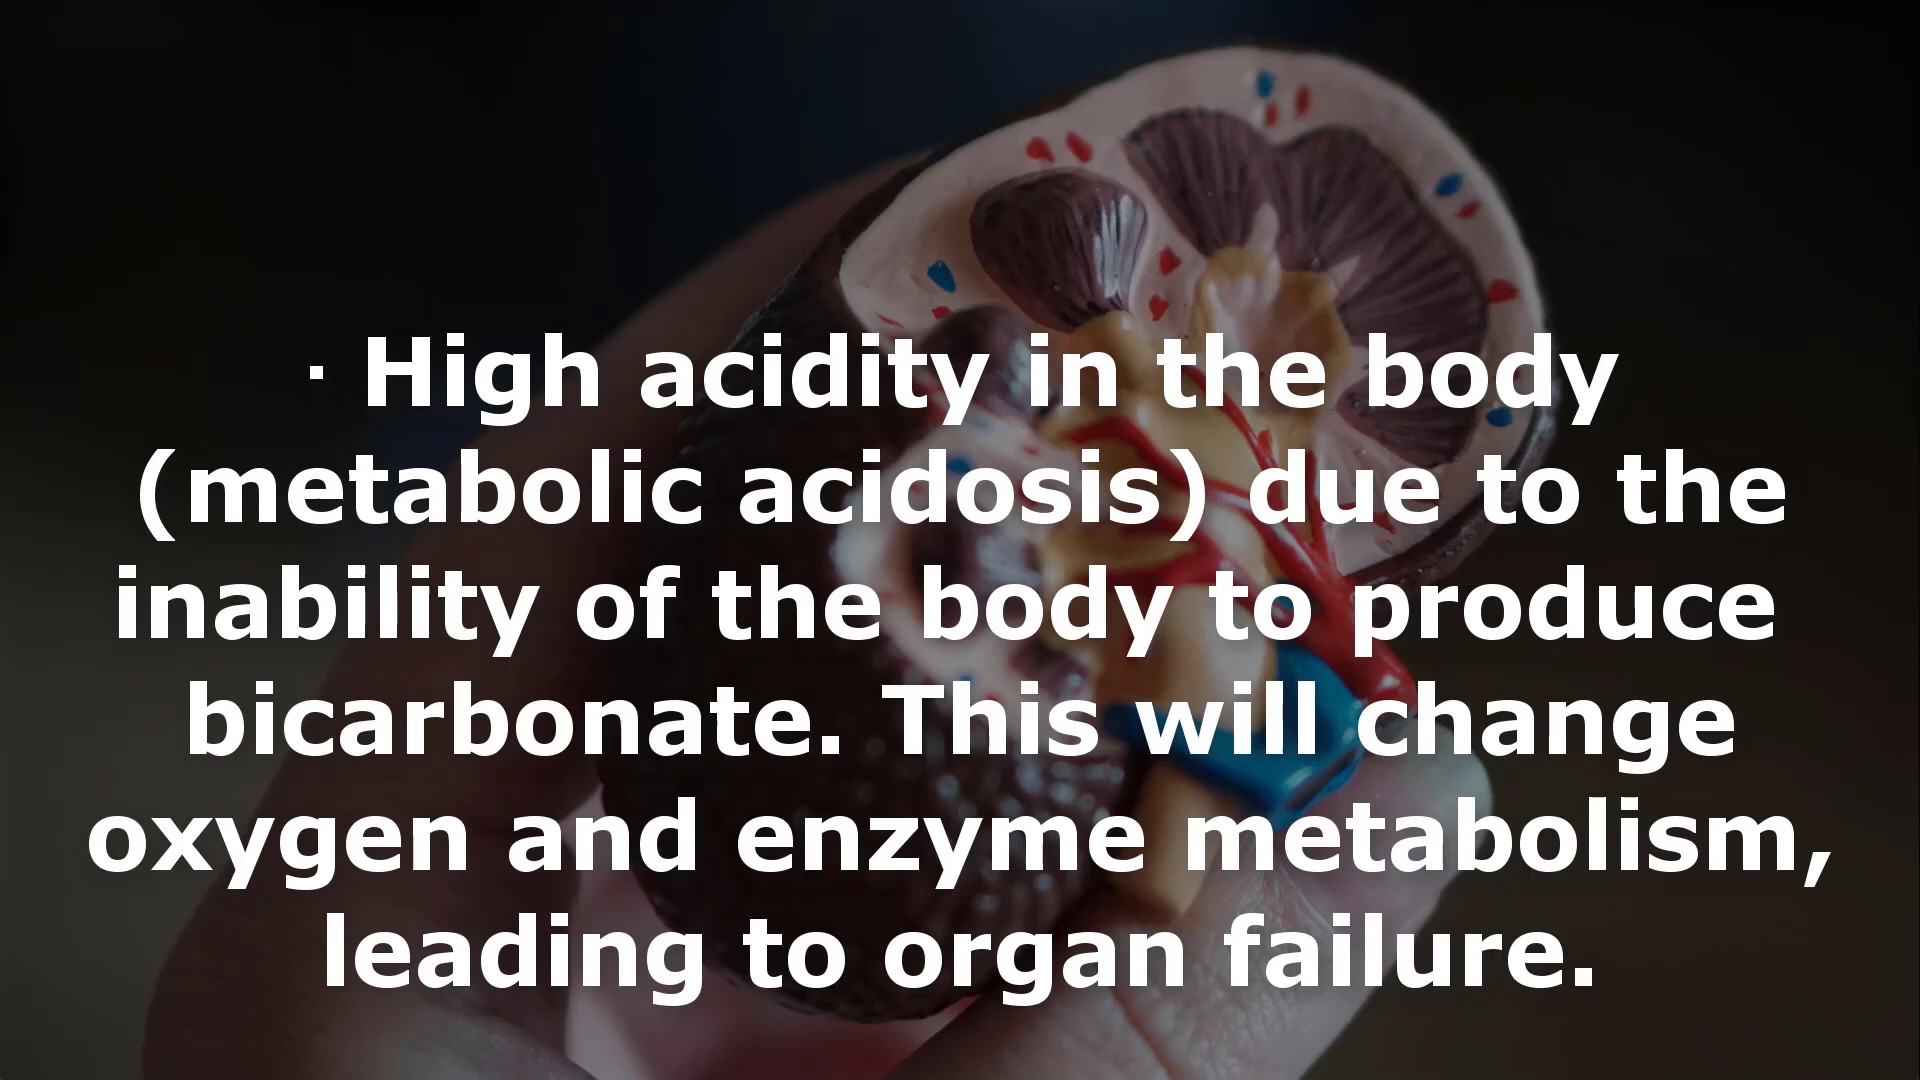 · High acidity in the body
(metabolic acidosis) due to the
inability of the body to produce
bicarbonate. This will change
oxygen and enzyme metabolism,
leading to organ failure.